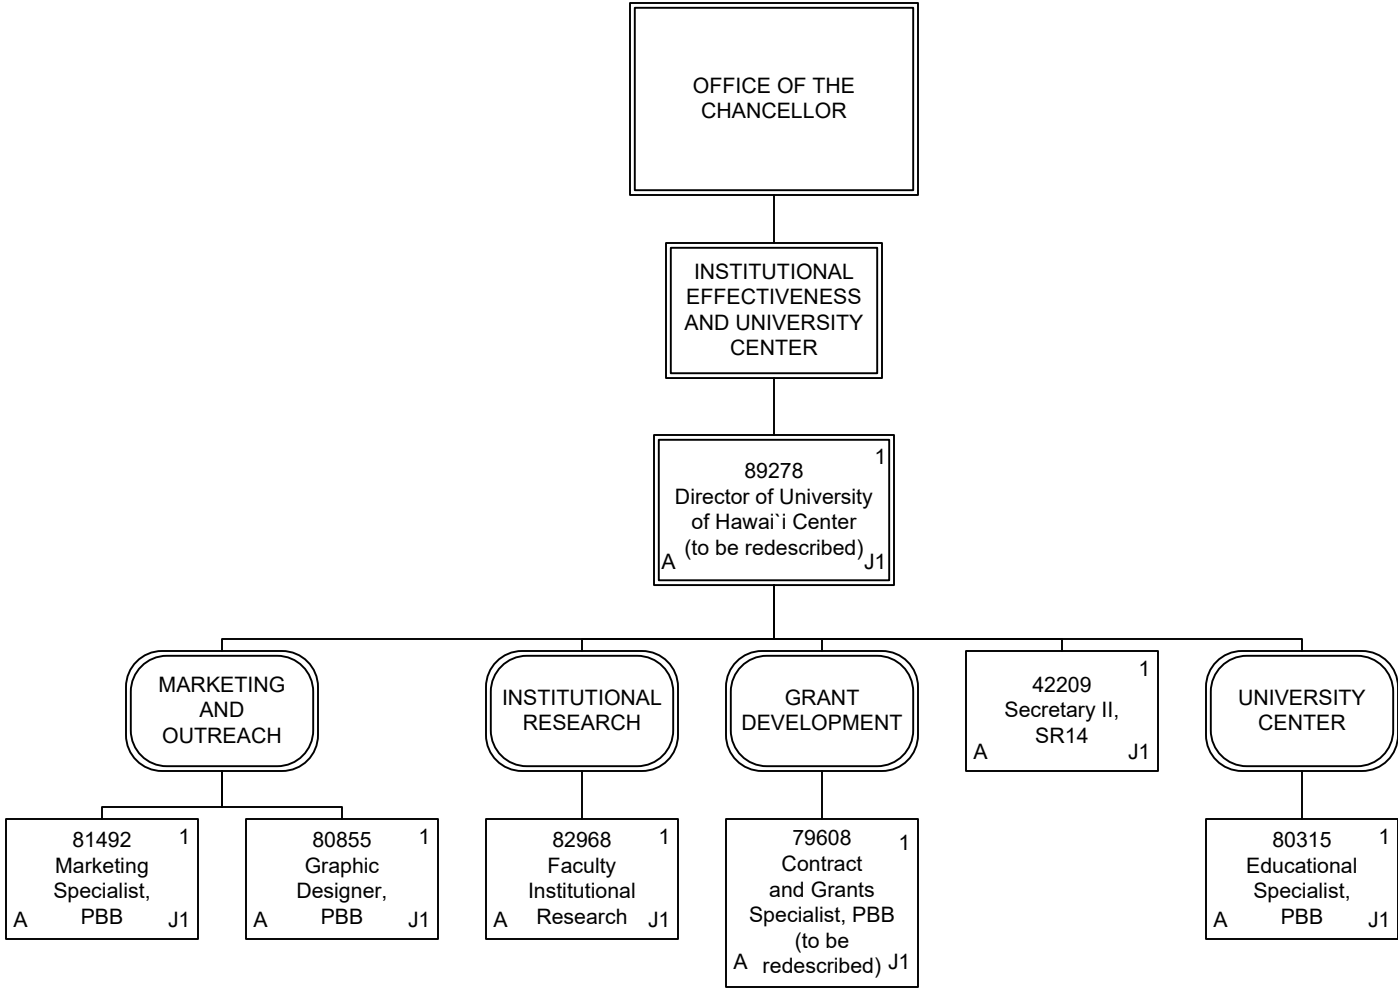 OFFICE OF THE
CHANCELLOR
INSTITUTIONAL
EFFECTIVENESS
AND UNIVERSITY
CENTER
1
89278
Director of University
of Hawai`i Center
(to be redescribed)
A J1
MARKETING
AND
OUTREACH
INSTITUTIONAL
RESEARCH
GRANT
DEVELOPMENT
1
42209
Secretary II,
SR14
A J1
UNIVERSITY
CENTER
81492 1
Marketing
Specialist,
A PBB J1
80855 1
Graphic
Designer,
A PBB J1
82968 1
Faculty
Institutional
A Research J1
79608 1
Contract
and Grants
Specialist, PBB
(to be
A redescribed) J1
80315 1
Educational
Specialist,
A PBB J1